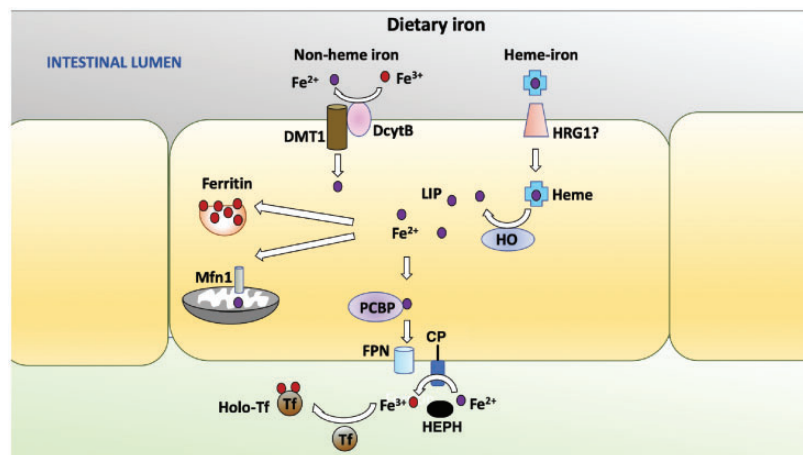 Dietary iron
INTESTINAL LUMEN
Non-heme iron
Heme-iron
Fe²⁺
Fe³⁺
DMT1
DcytB
HRG1?
Ferritin
LIP
Heme
Fe²⁺
HO
Mfn1
PCBP
FPN
CP
Holo-Tf
Tf
Fe³⁺
Fe²⁺
HEPH
Tf